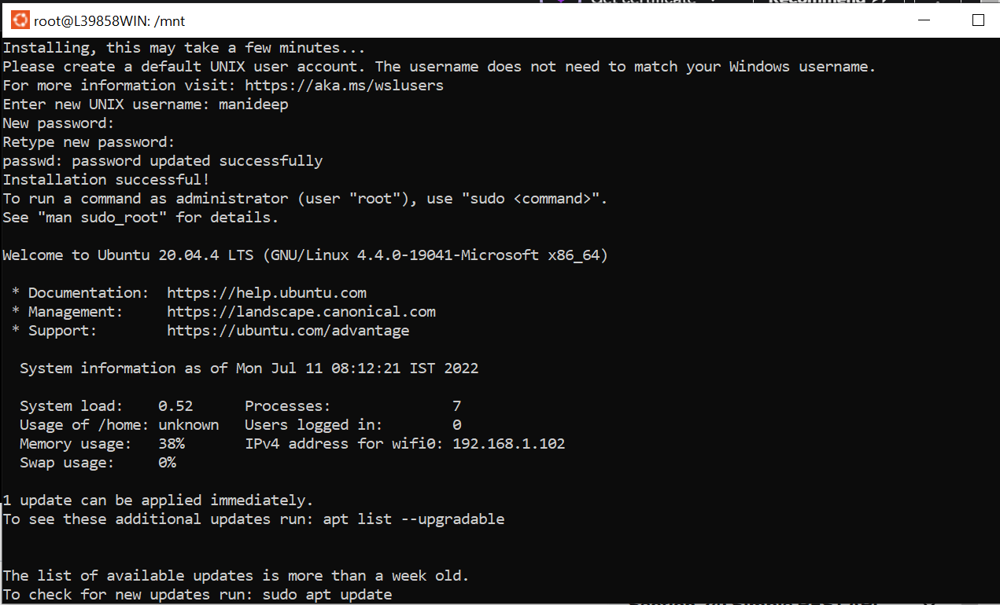 Get certificate
Recommend
root@L39858WIN: /mnt
Installing, this may take a few minutes...
Please create a default UNIX user account. The username does not need to match your Windows username.
For more information visit: https://aka.ms/wslusers
Enter new UNIX username: manideep
New password:
Retype new password:
passwd: password updated successfully
Installation successful!
To run a command as administrator (user "root"), use "sudo <command>".
See "man sudo_root" for details.
Welcome to Ubuntu 20.04.4 LTS (GNU/Linux 4.4.0-19041-Microsoft x86_64)
* Documentation:  https://help.ubuntu.com
* Management:     https://landscape.canonical.com
* Support:        https://ubuntu.com/advantage
System information as of Mon Jul 11 08:12:21 IST 2022
System load:    0.52      Processes:              7
Usage of /home: unknown   Users logged in:        0
Memory usage:   38%       IPv4 address for wifi0: 192.168.1.102
Swap usage:     0%
1 update can be applied immediately.
To see these additional updates run: apt list --upgradable
The list of available updates is more than a week old.
To check for new updates run: sudo apt update